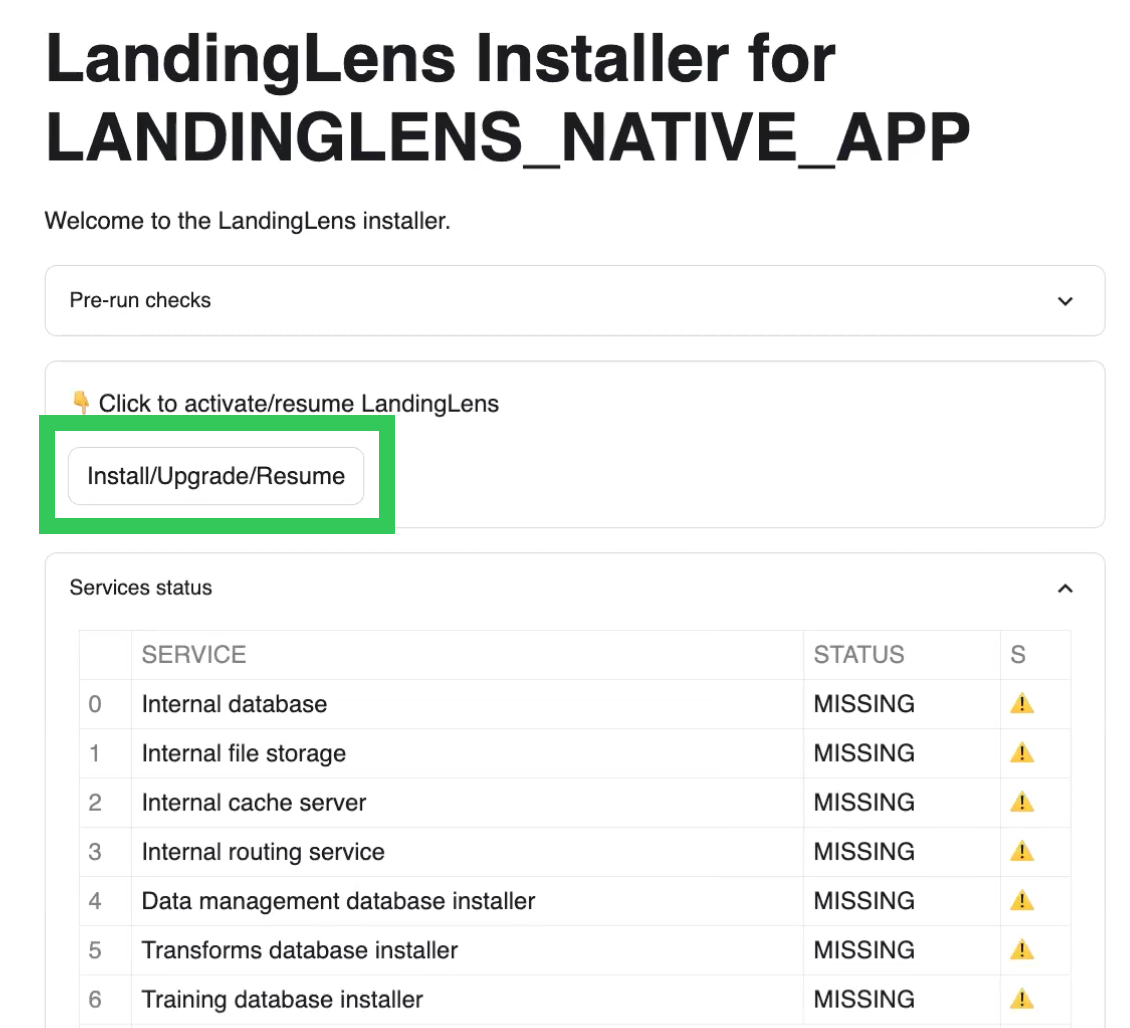 LandingLens Installer for
LANDINGLENS_NATIVE_APP
Welcome to the LandingLens installer.
Pre-run checks
👇 Click to activate/resume LandingLens
Install/Upgrade/Resume
Services status
SERVICE STATUS S
0 Internal database MISSING ⚠️
1 Internal file storage MISSING ⚠️
2 Internal cache server MISSING ⚠️
3 Internal routing service MISSING ⚠️
4 Data management database installer MISSING ⚠️
5 Transforms database installer MISSING ⚠️
6 Training database installer MISSING ⚠️